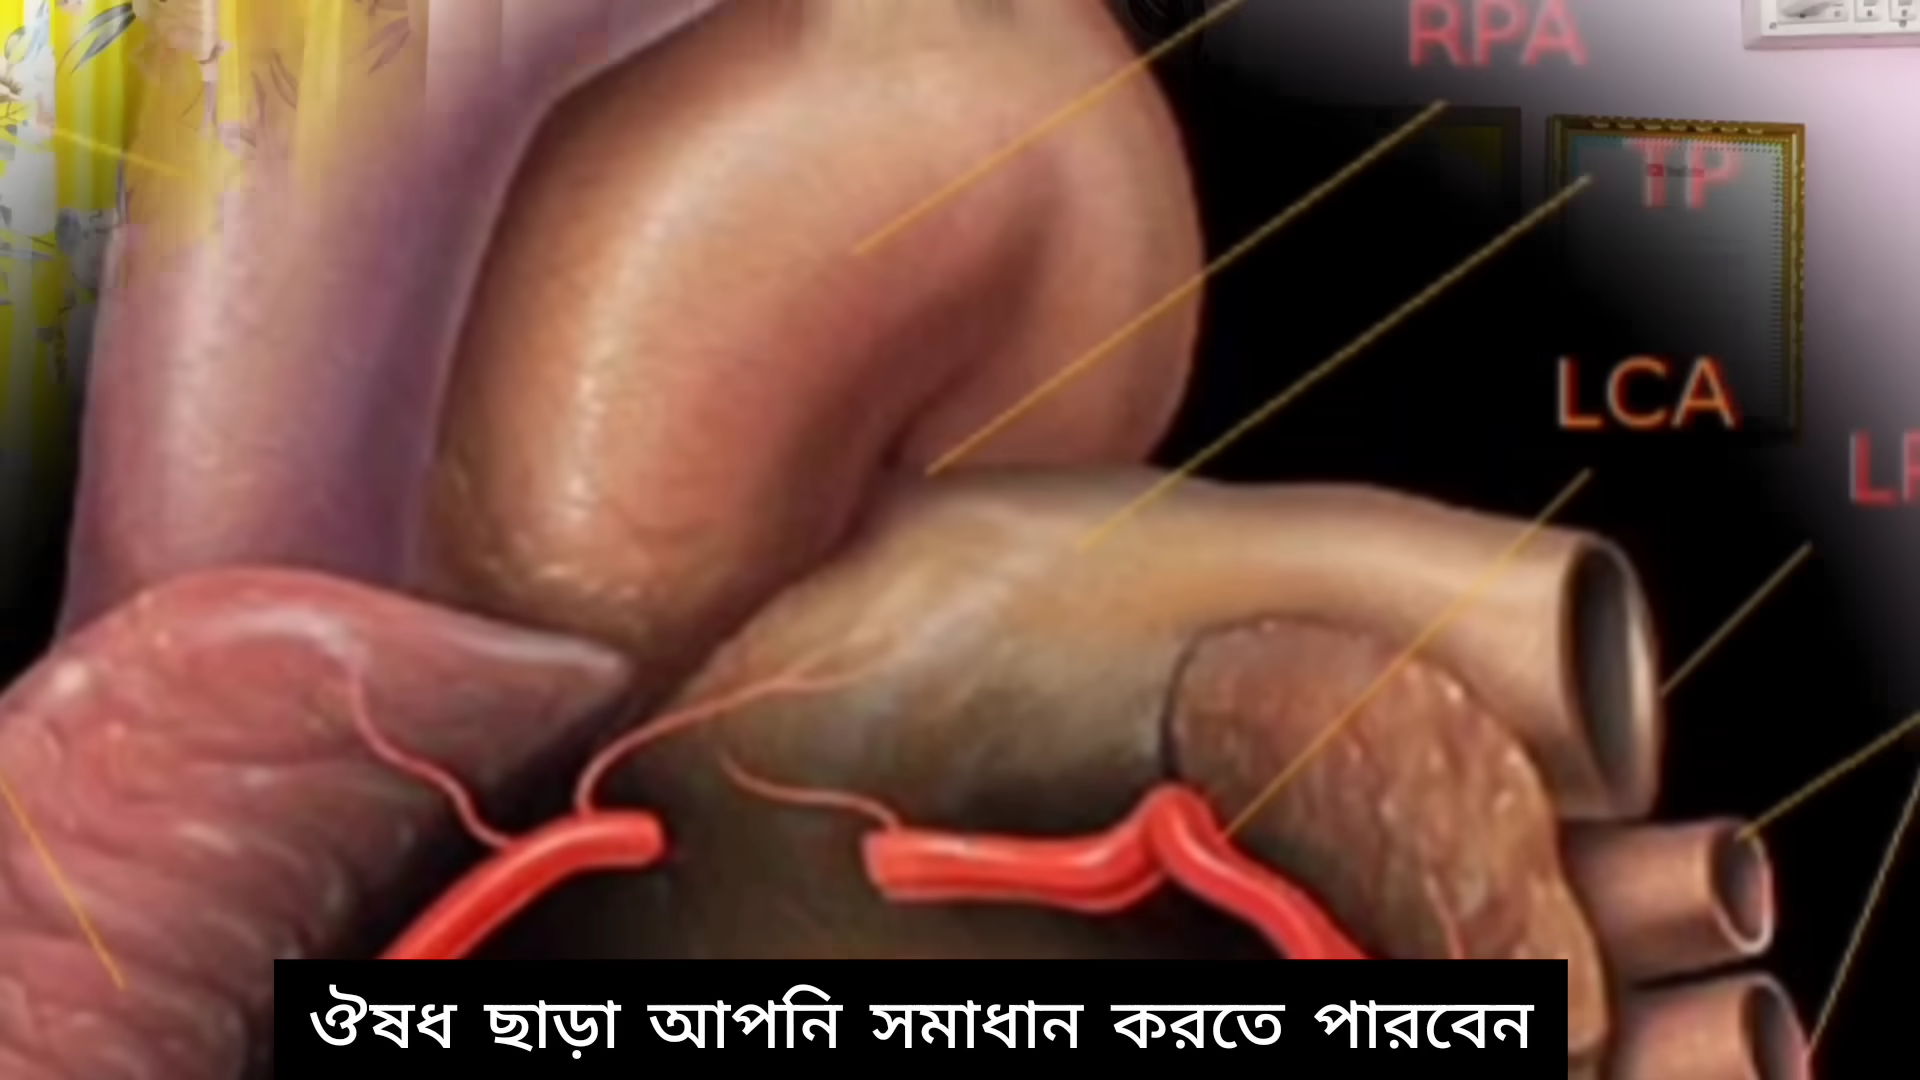 RPA
TP
LCA
ঔষধ ছাড়া আপনি সমাধান করতে পারবেন